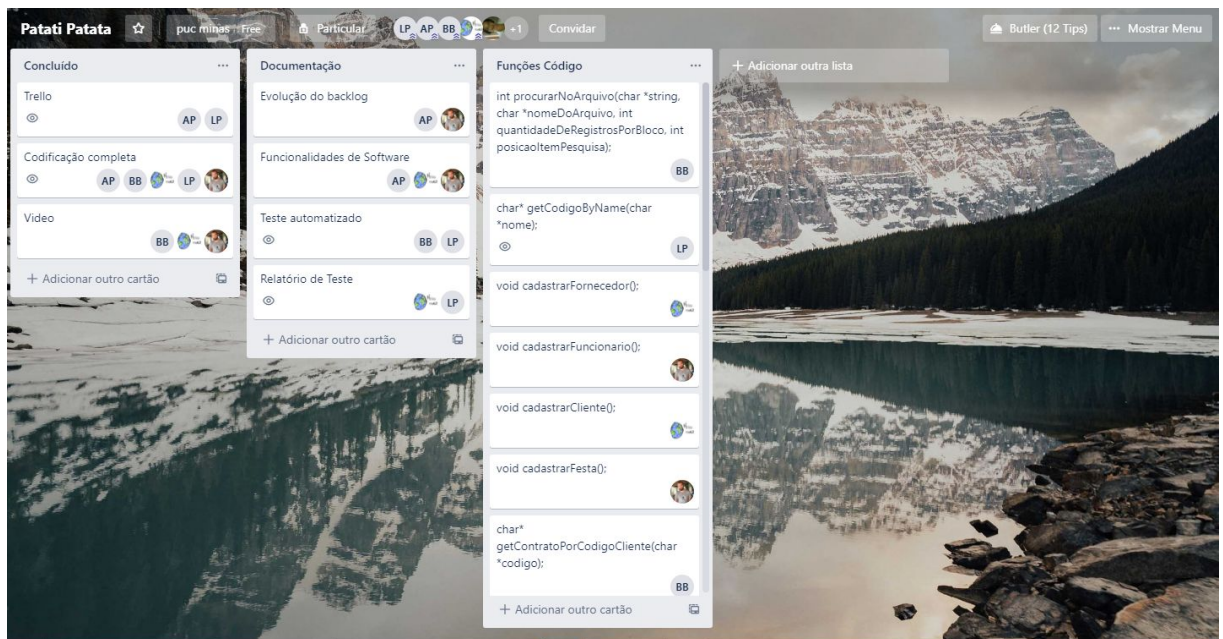 Patati Patata
puc minas Free
Particular
LP AP BB +1
Convidar
Butler (12 Tips)
Mostrar Menu
Concluído
Trello
AP LP
Codificação completa
AP BB LP
Video
BB
+ Adicionar outro cartão
Documentação
Evolução do backlog
AP
Funcionalidades de Software
AP
Teste automatizado
BB LP
Relatório de Teste
LP
+ Adicionar outro cartão
Funções Código
int procurarNoArquivo(char *string,
char *nomeDoArquivo, int
quantidadeDeRegistrosPorBloco, int
posicaoItemPesquisa);
BB
char* getCodigoByName(char
*nome);
LP
void cadastrarFornecedor();
void cadastrarFuncionario();
void cadastrarCliente();
void cadastrarFesta();
char*
getContratoPorCodigoCliente(char
*codigo);
BB
+ Adicionar outro cartão
+ Adicionar outra lista